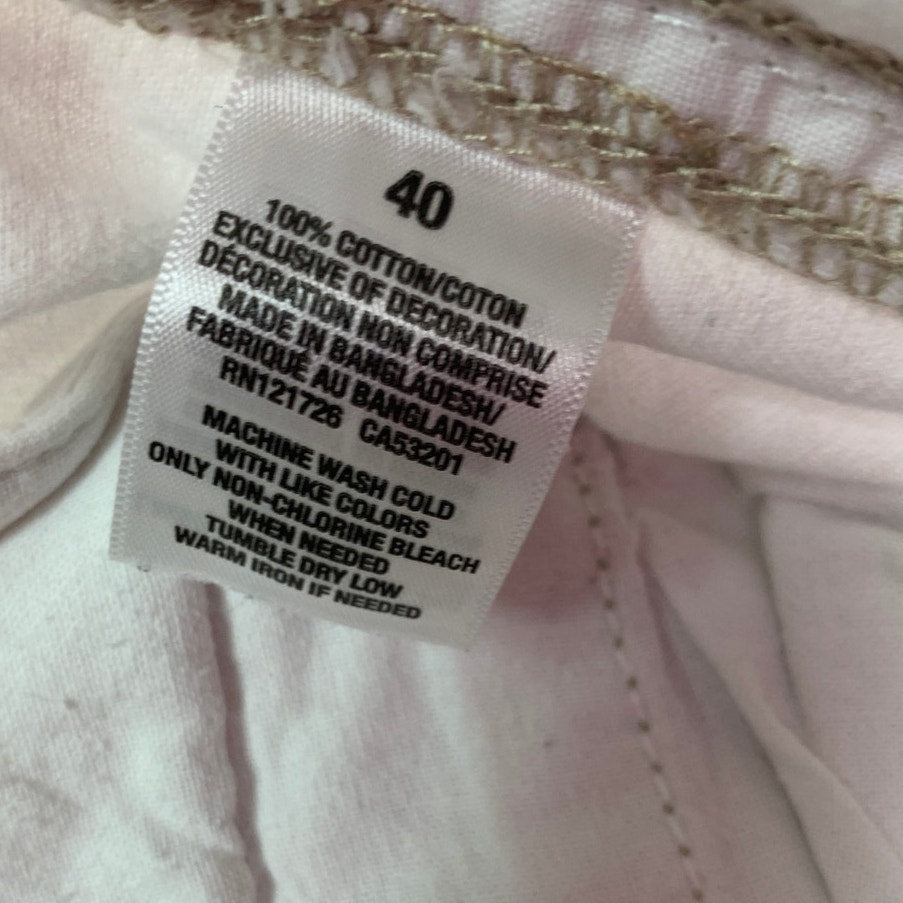 40
100% COTTON/COTON
EXCLUSIVE OF DECORATION/
DÉCORATION NON COMPRISE
MADE IN BANGLADESH/
FABRIQUÉ AU BANGLADESH
RN121726 CA53201
MACHINE WASH COLD
WITH LIKE COLORS
ONLY NON-CHLORINE BLEACH
WHEN NEEDED
TUMBLE DRY LOW
WARM IRON IF NEEDED